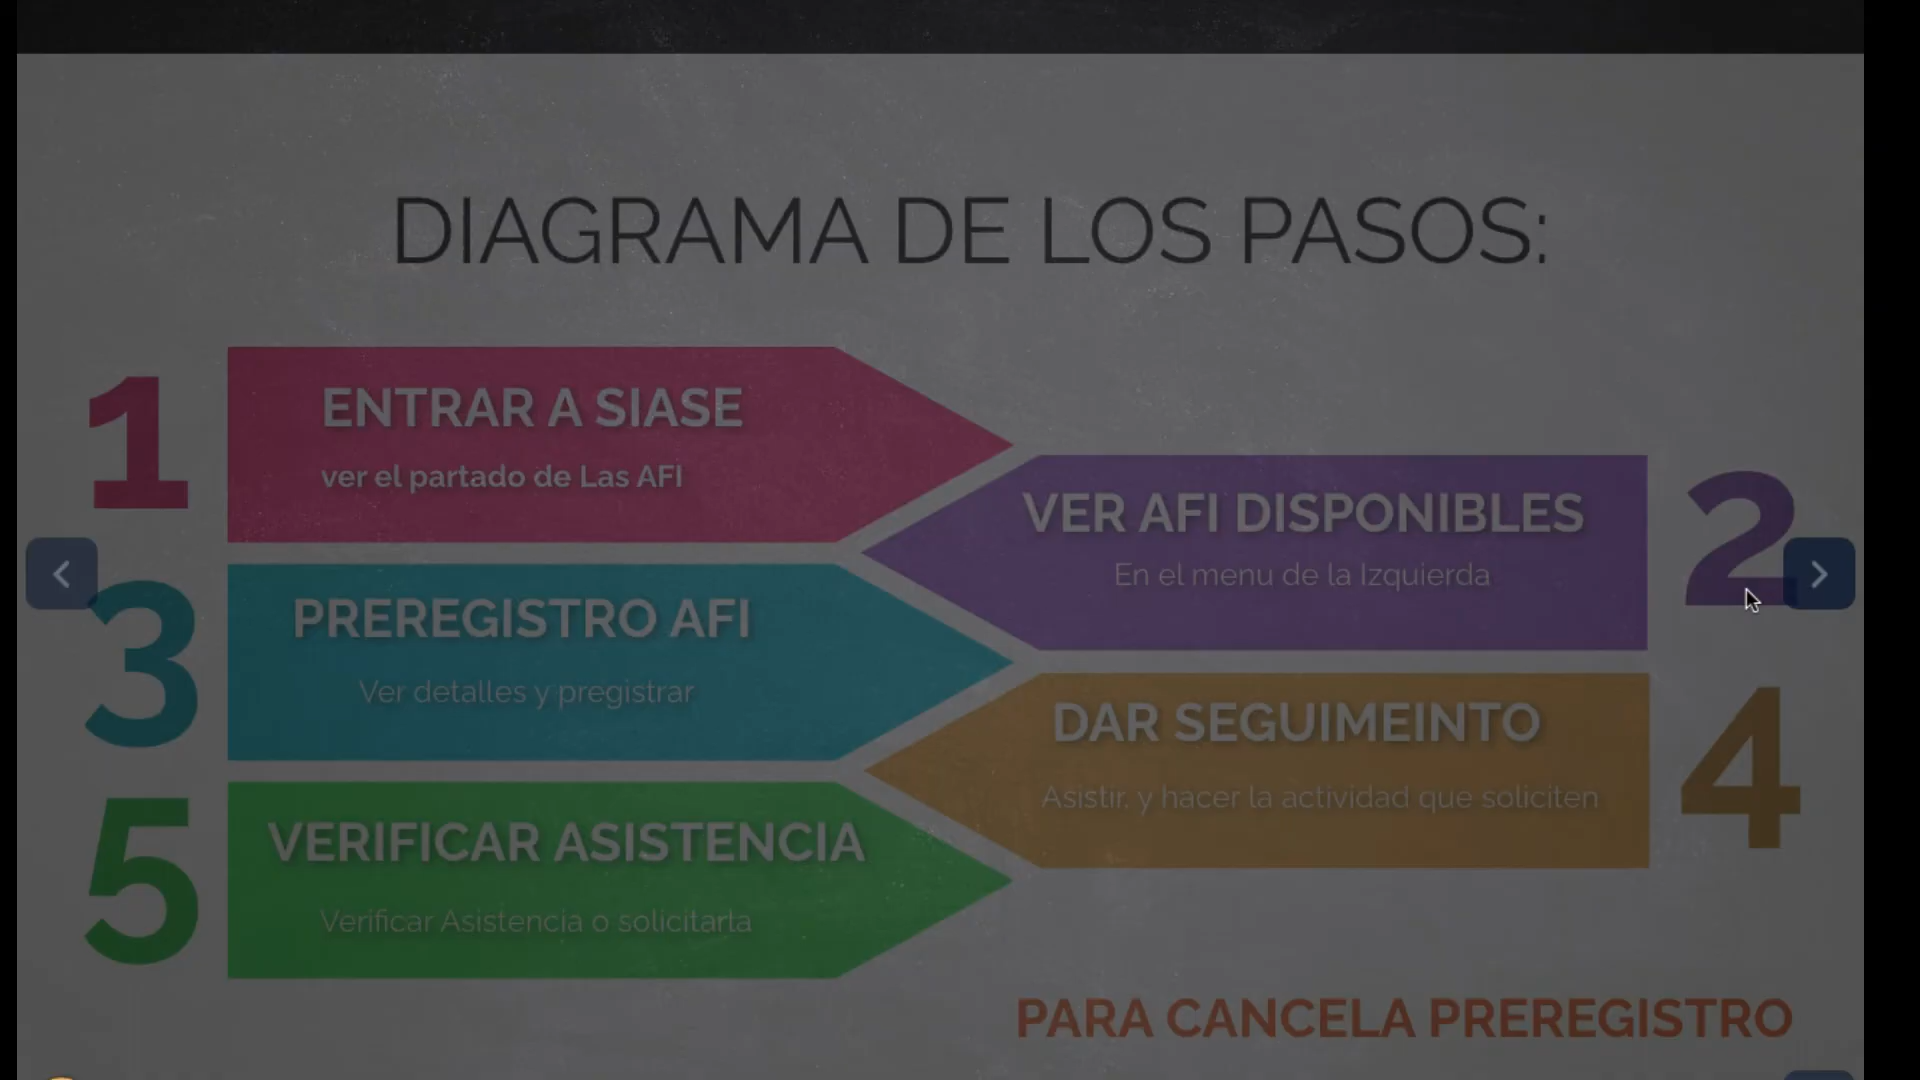 DIAGRAMA DE LOS PASOS:
1
ENTRAR A SIASE
ver el partado de Las AFI
2
VER AFI DISPONIBLES
En el menu de la Izquierda
3
PREREGISTRO AFI
Ver detalles y pregistrar
4
DAR SEGUIMEINTO
Asistir, y hacer la actividad que soliciten
5
VERIFICAR ASISTENCIA
Verificar Asistencia o solicitarla
PARA CANCELA PREREGISTRO